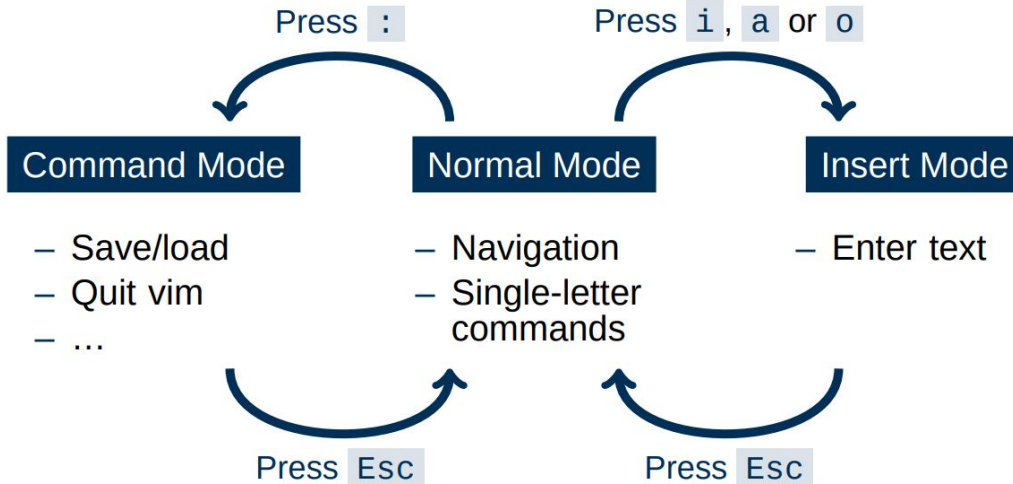 Press :
Press i, a or o
Command Mode
Normal Mode
Insert Mode
– Save/load
– Quit vim
– …
– Navigation
– Single-letter
commands
– Enter text
Press Esc
Press Esc